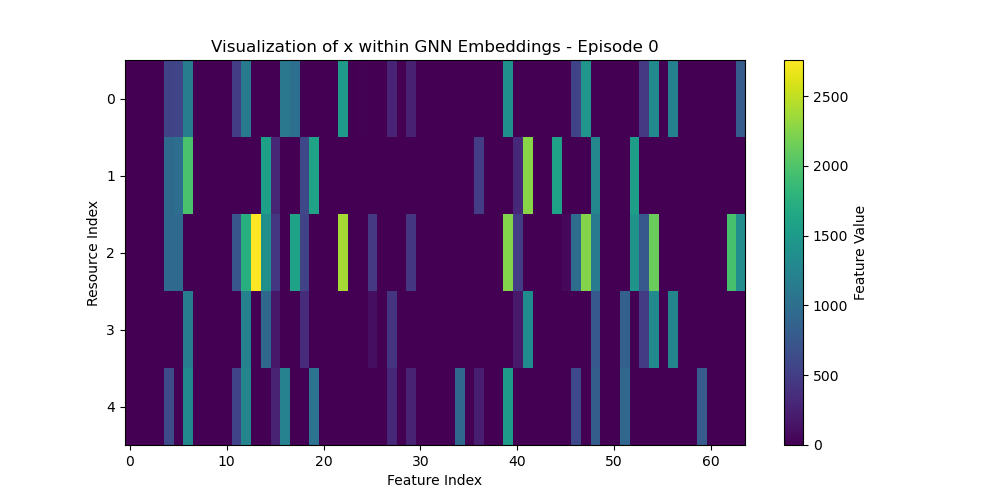 Visualization of x within GNN Embeddings - Episode 0
Resource Index
0
1
2
3
4
0 10 20 30 40 50 60
Feature Index
2500
2000
1500
1000
500
0
Feature Value